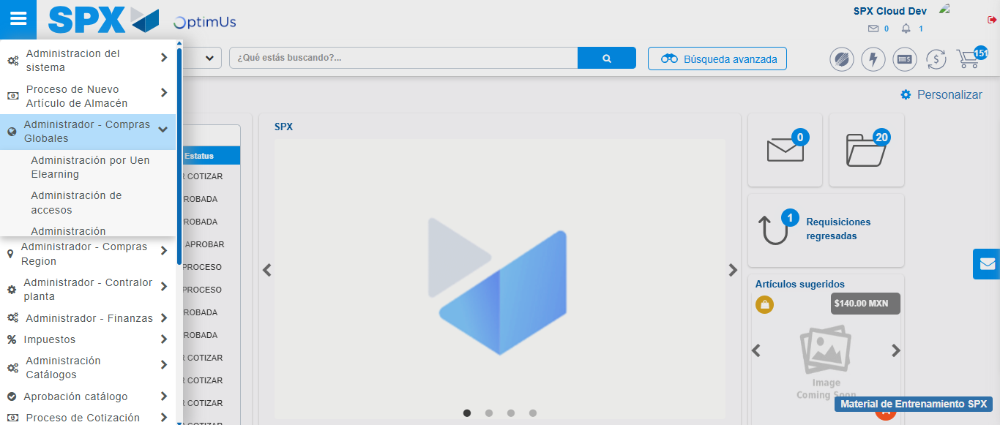 SPX
OptimUs
SPX Cloud Dev
0
1
Administracion del
sistema
Proceso de Nuevo
Artículo de Almacén
Administrador - Compras
Globales
Administración por Uen
Elearning
Administración de
accesos
Administración
Administrador - Compras
Region
Administrador - Contralor
planta
Administrador - Finanzas
Impuestos
Administración
Catálogos
Aprobación catálogo
Proceso de Cotización
¿Qué estás buscando?...
Búsqueda avanzada
151
Personalizar
Estatus
COTIZAR
ROBADA
ROBADA
APROBAR
PROCESO
PROCESO
ROBADA
ROBADA
COTIZAR
COTIZAR
COTIZAR
COTIZAR
SPX
0
20
1
Requisiciones
regresadas
Artículos sugeridos
$140.00 MXN
Image
Coming Soon
Material de Entrenamiento SPX